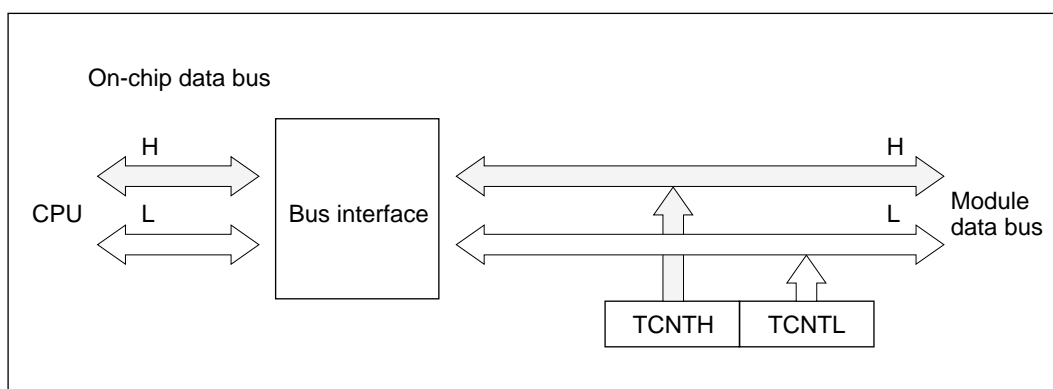 On-chip data bus
H
H
CPU
L
Bus interface
L
Module
data bus
TCNTH
TCNTL